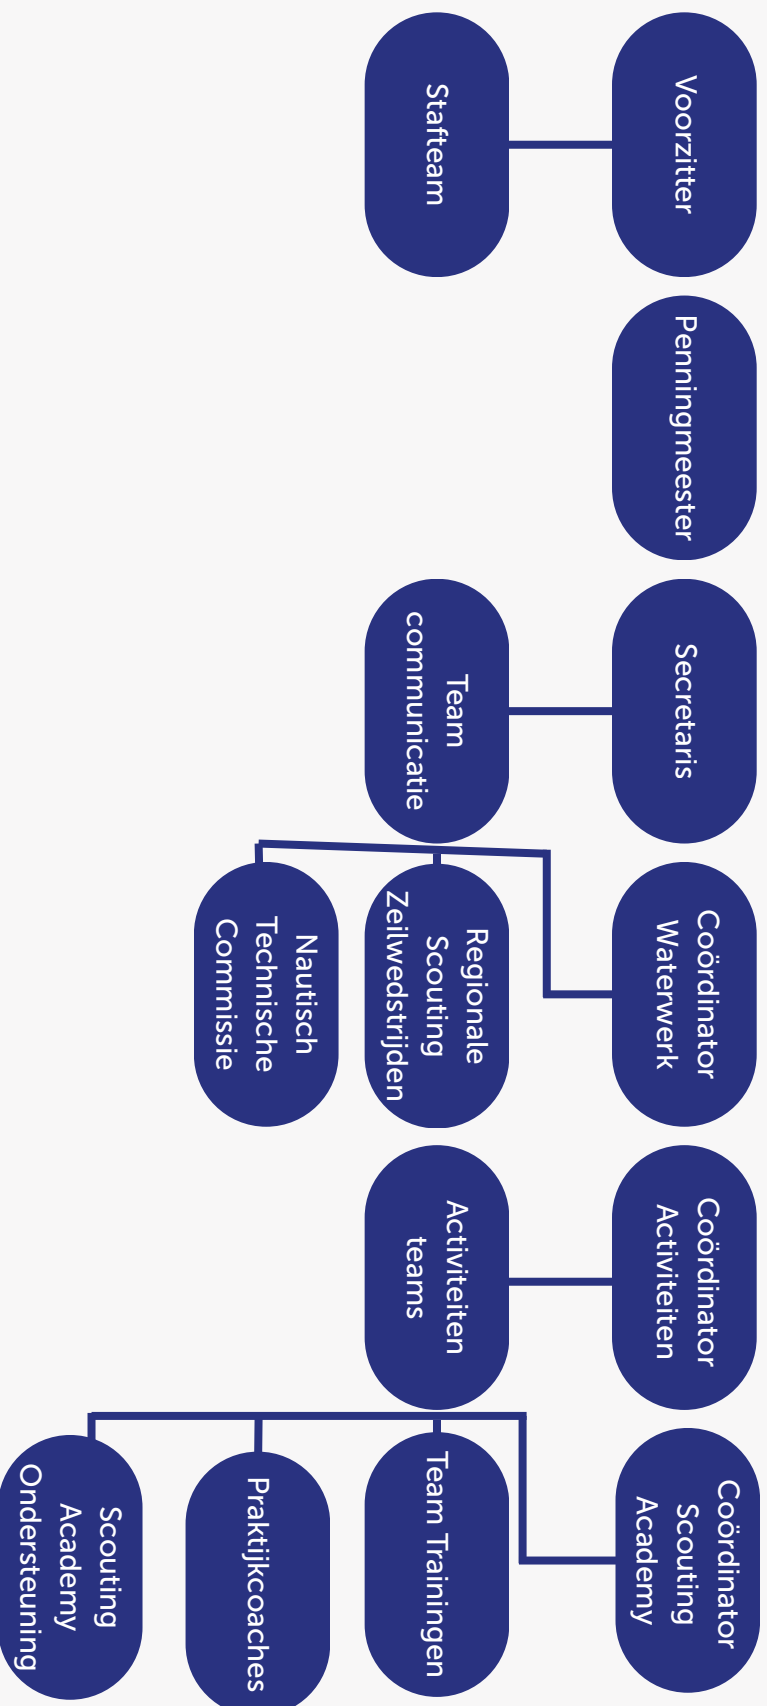 Voorzitter
Penningmeester
Secretaris
Coördinator
Waterwerk
Coördinator
Activiteiten
Coördinator
Scouting
Academy
Stafteam
Team
communicatie
Regionale
Scouting
Zeilwedstrijden
Activiteiten
teams
Team Trainingen
Nautisch
Technische
Commissie
Praktijkcoaches
Scouting
Academy
Ondersteuning